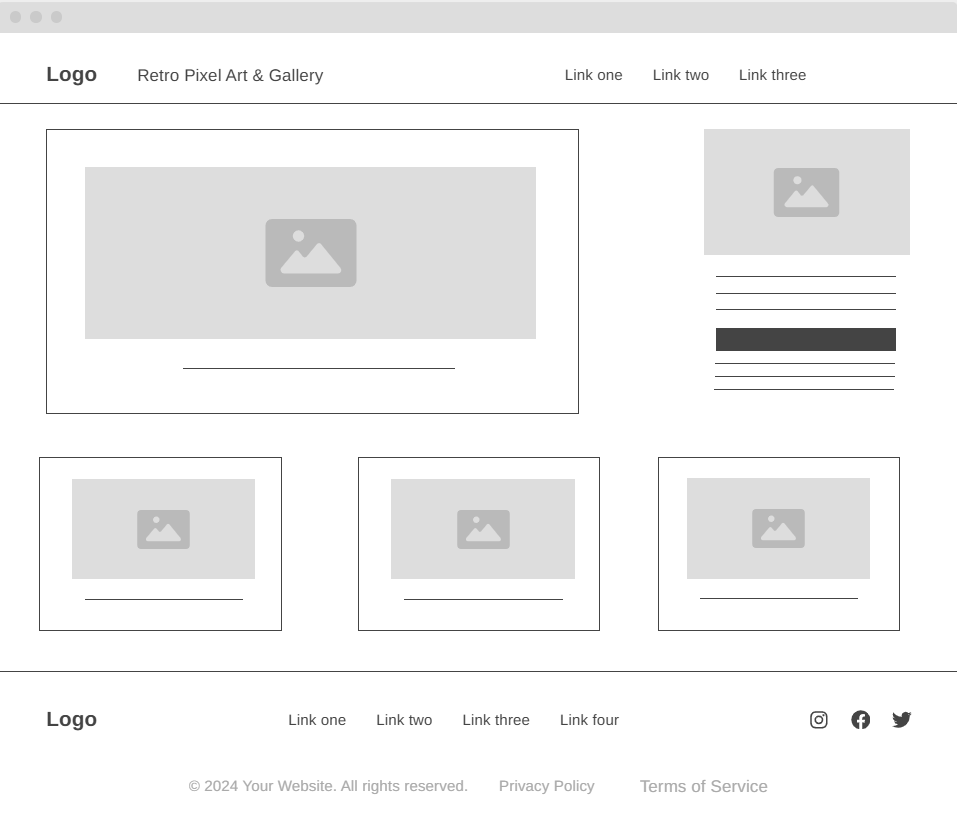 Logo
Retro Pixel Art & Gallery
Link one
Link two
Link three
Logo
Link one
Link two
Link three
Link four
© 2024 Your Website. All rights reserved.
Privacy Policy
Terms of Service